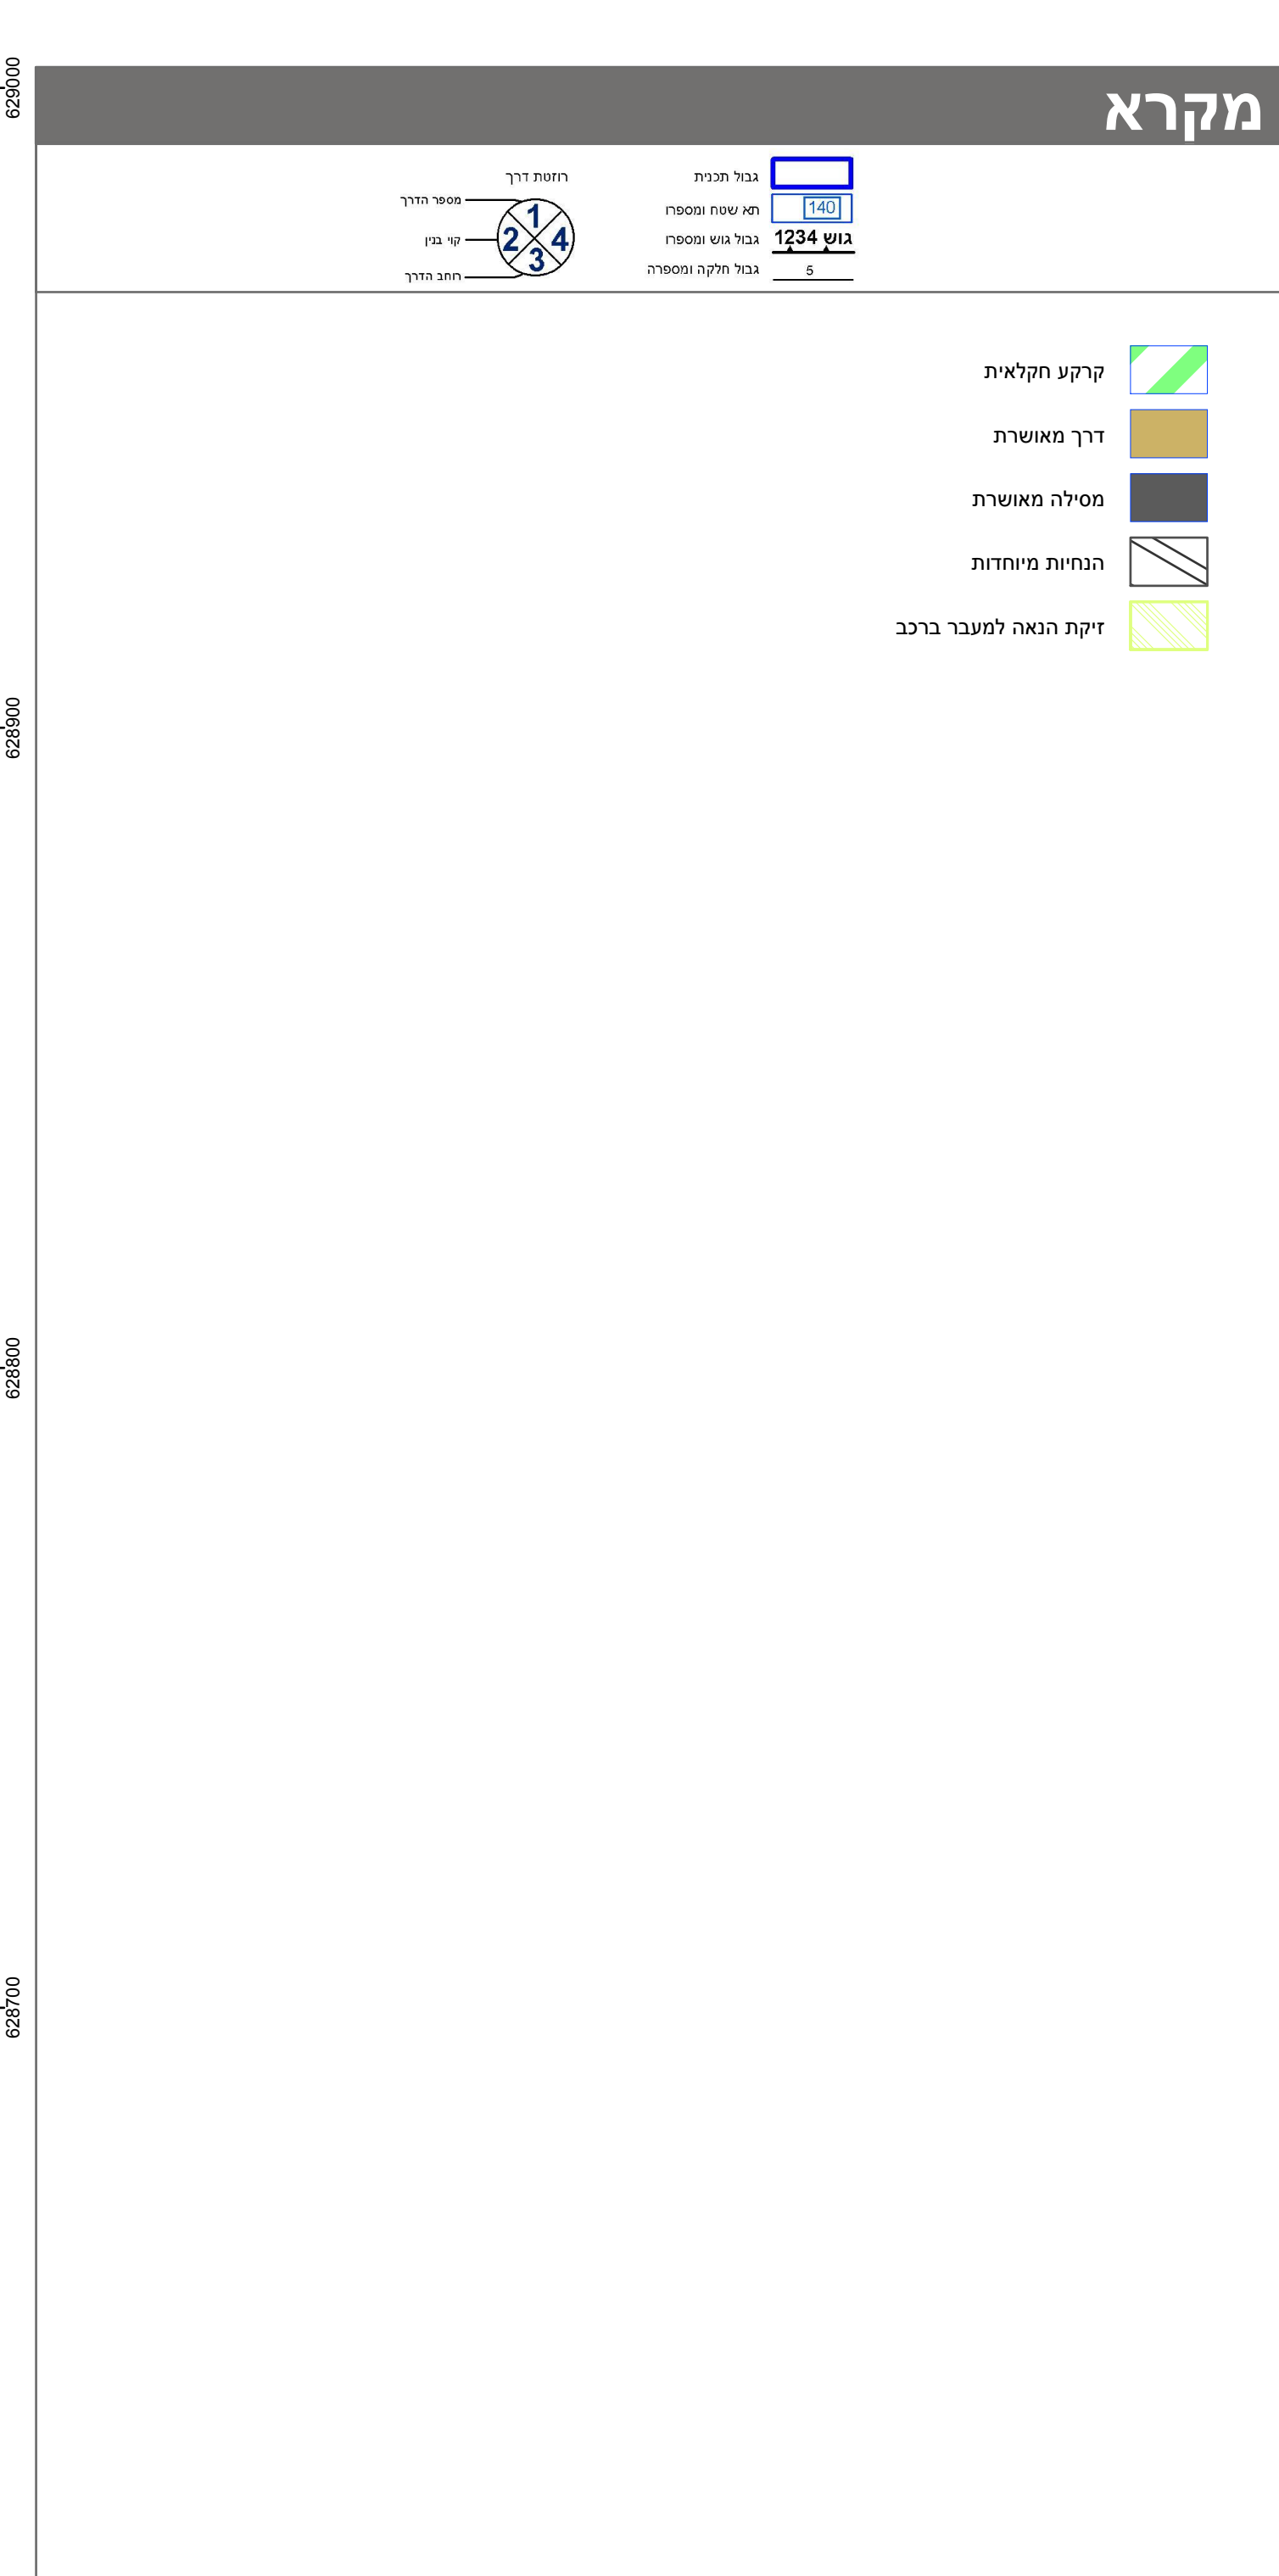 מקרא
גבול תכנית
140
תא שטח ומספרו
גוש 1234
גבול גוש ומספרו
5
גבול חלקה ומספרה
רוזטת דרך
מספר הדרך
קוי בנין
רוחב הדרך
1
2
4
3
קרקע חקלאית
דרך מאושרת
מסילה מאושרת
הנחיות מיוחדות
זיקת הנאה למעבר ברכב
629000
628900
628800
628700